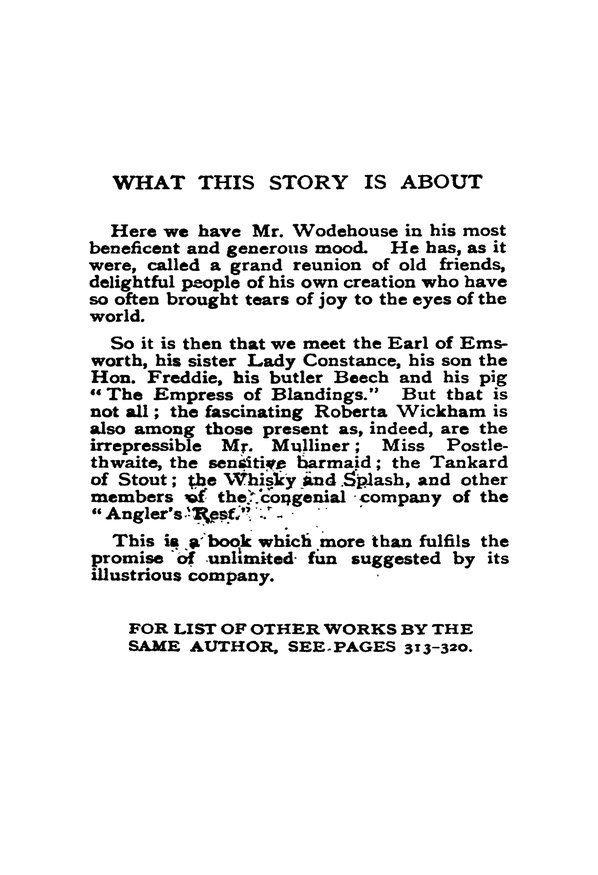 WHAT THIS STORY IS ABOUT
Here we have Mr. Wodehouse in his most
beneficent and generous mood. He has, as it
were, called a grand reunion of old friends,
delightful people of his own creation who have
so often brought tears of joy to the eyes of the
world.
So it is then that we meet the Earl of Ems-
worth, his sister Lady Constance, his son the
Hon. Freddie, his butler Beech and his pig
“The Empress of Blandings.” But that is
not all; the fascinating Roberta Wickham is
also among those present as, indeed, are the
irrepressible Mr. Mulliner; Miss Postle-
thwaite, the sensitive barmaid; the Tankard
of Stout; the Whisky and Splash, and other
members of the congenial company of the
“Angler's Rest.”
This is a book which more than fulfils the
promise of unlimited fun suggested by its
illustrious company.
FOR LIST OF OTHER WORKS BY THE
SAME AUTHOR, SEE PAGES 313-320.